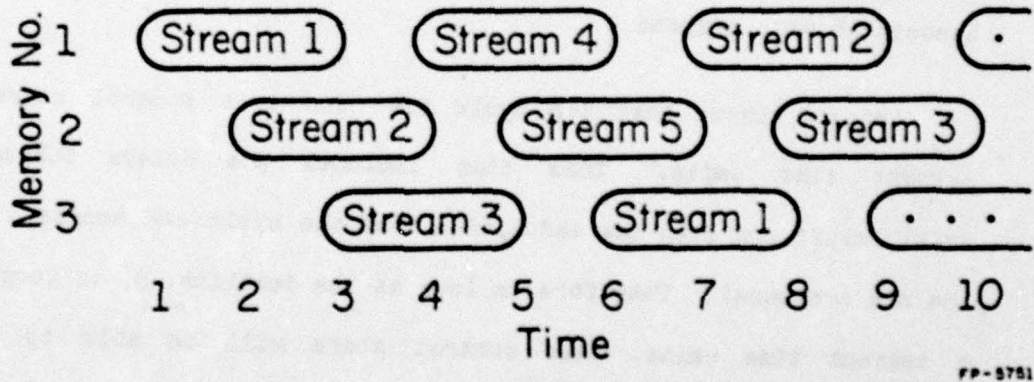 Memory No.
1 Stream 1 Stream 4 Stream 2 .
2 Stream 2 Stream 5 Stream 3
3 Stream 3 Stream 1 . . .
1 2 3 4 5 6 7 8 9 10
Time
FP-5751